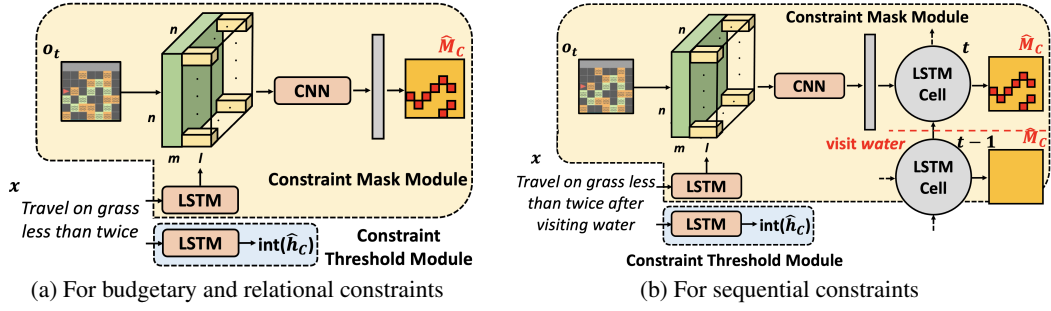 o_t
n
n
m
l
CNN
M̂_C
Constraint Mask Module
x
Travel on grass
less than twice
LSTM
LSTM
int(ĥ_C)
Constraint
Threshold Module
(a) For budgetary and relational constraints
Constraint Mask Module
o_t
n
n
m
l
CNN
LSTM
Cell
t
M̂_C
visit water
t − 1
M̂_C
LSTM
Cell
x
Travel on grass less
than twice after
visiting water
LSTM
LSTM
int(ĥ_C)
Constraint Threshold Module
(b) For sequential constraints